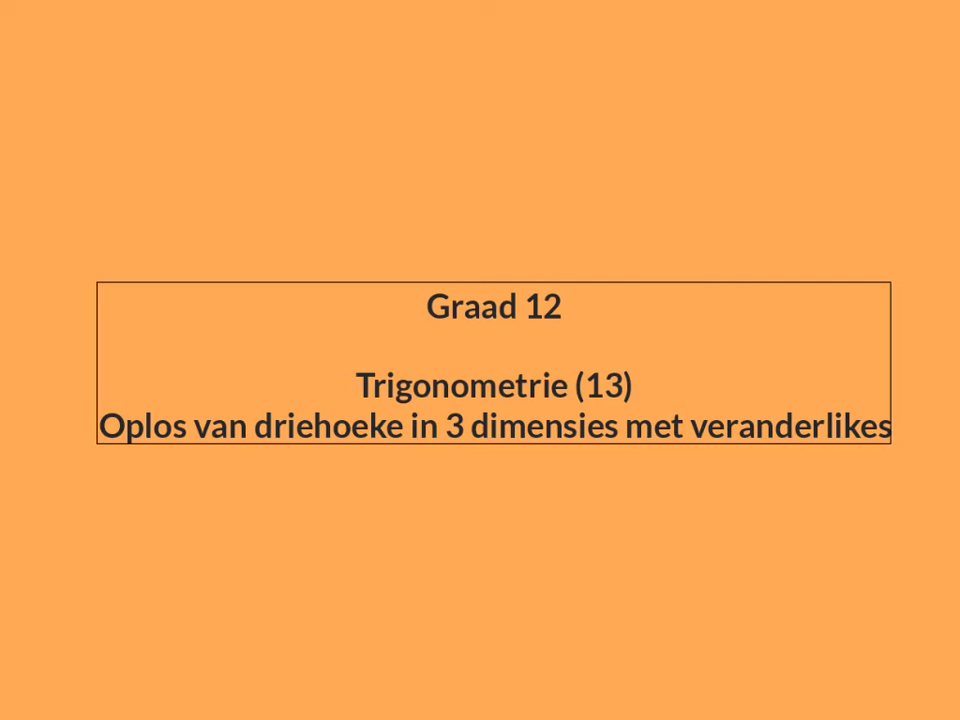 Graad 12
Trigonometrie (13)
Oplos van driehoeke in 3 dimensies met veranderlikes